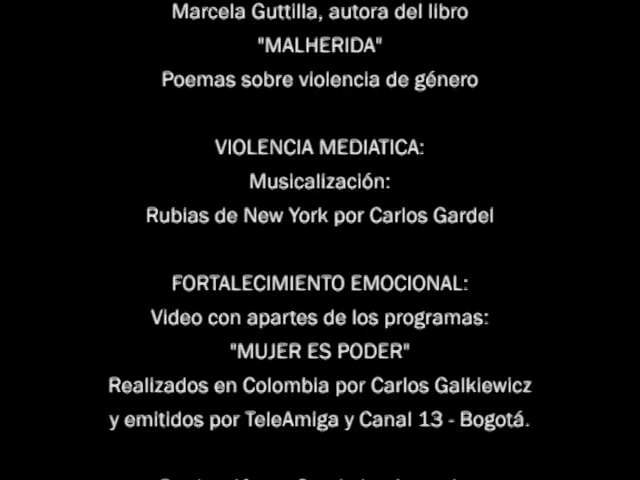 Marcela Guttilla, autora del libro
"MALHERIDA"
Poemas sobre violencia de género
VIOLENCIA MEDIATICA:
Musicalización:
Rubias de New York por Carlos Gardel
FORTALECIMIENTO EMOCIONAL:
Video con apartes de los programas:
"MUJER ES PODER"
Realizados en Colombia por Carlos Galkiewicz
y emitidos por TeleAmiga y Canal 13 - Bogotá.